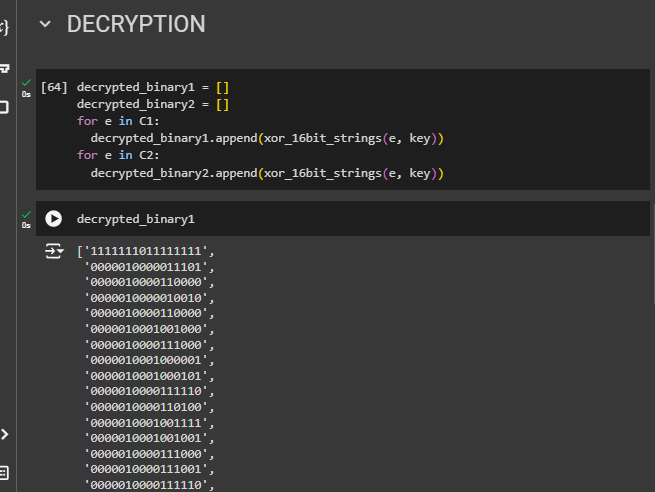 DECRYPTION
[64] decrypted_binary1 = []
decrypted_binary2 = []
for e in C1:
  decrypted_binary1.append(xor_16bit_strings(e, key))
for e in C2:
  decrypted_binary2.append(xor_16bit_strings(e, key))
0s
decrypted_binary1
0s
['1111111011111111',
'0000010000011101',
'0000010000110000',
'0000010000010010',
'0000010000110000',
'0000010001001000',
'0000010000111000',
'0000010001000001',
'0000010001000101',
'0000010000111110',
'0000010000110100',
'0000010001001111',
'0000010001001001',
'0000010000111000',
'0000010000111001',
'0000010000111110',